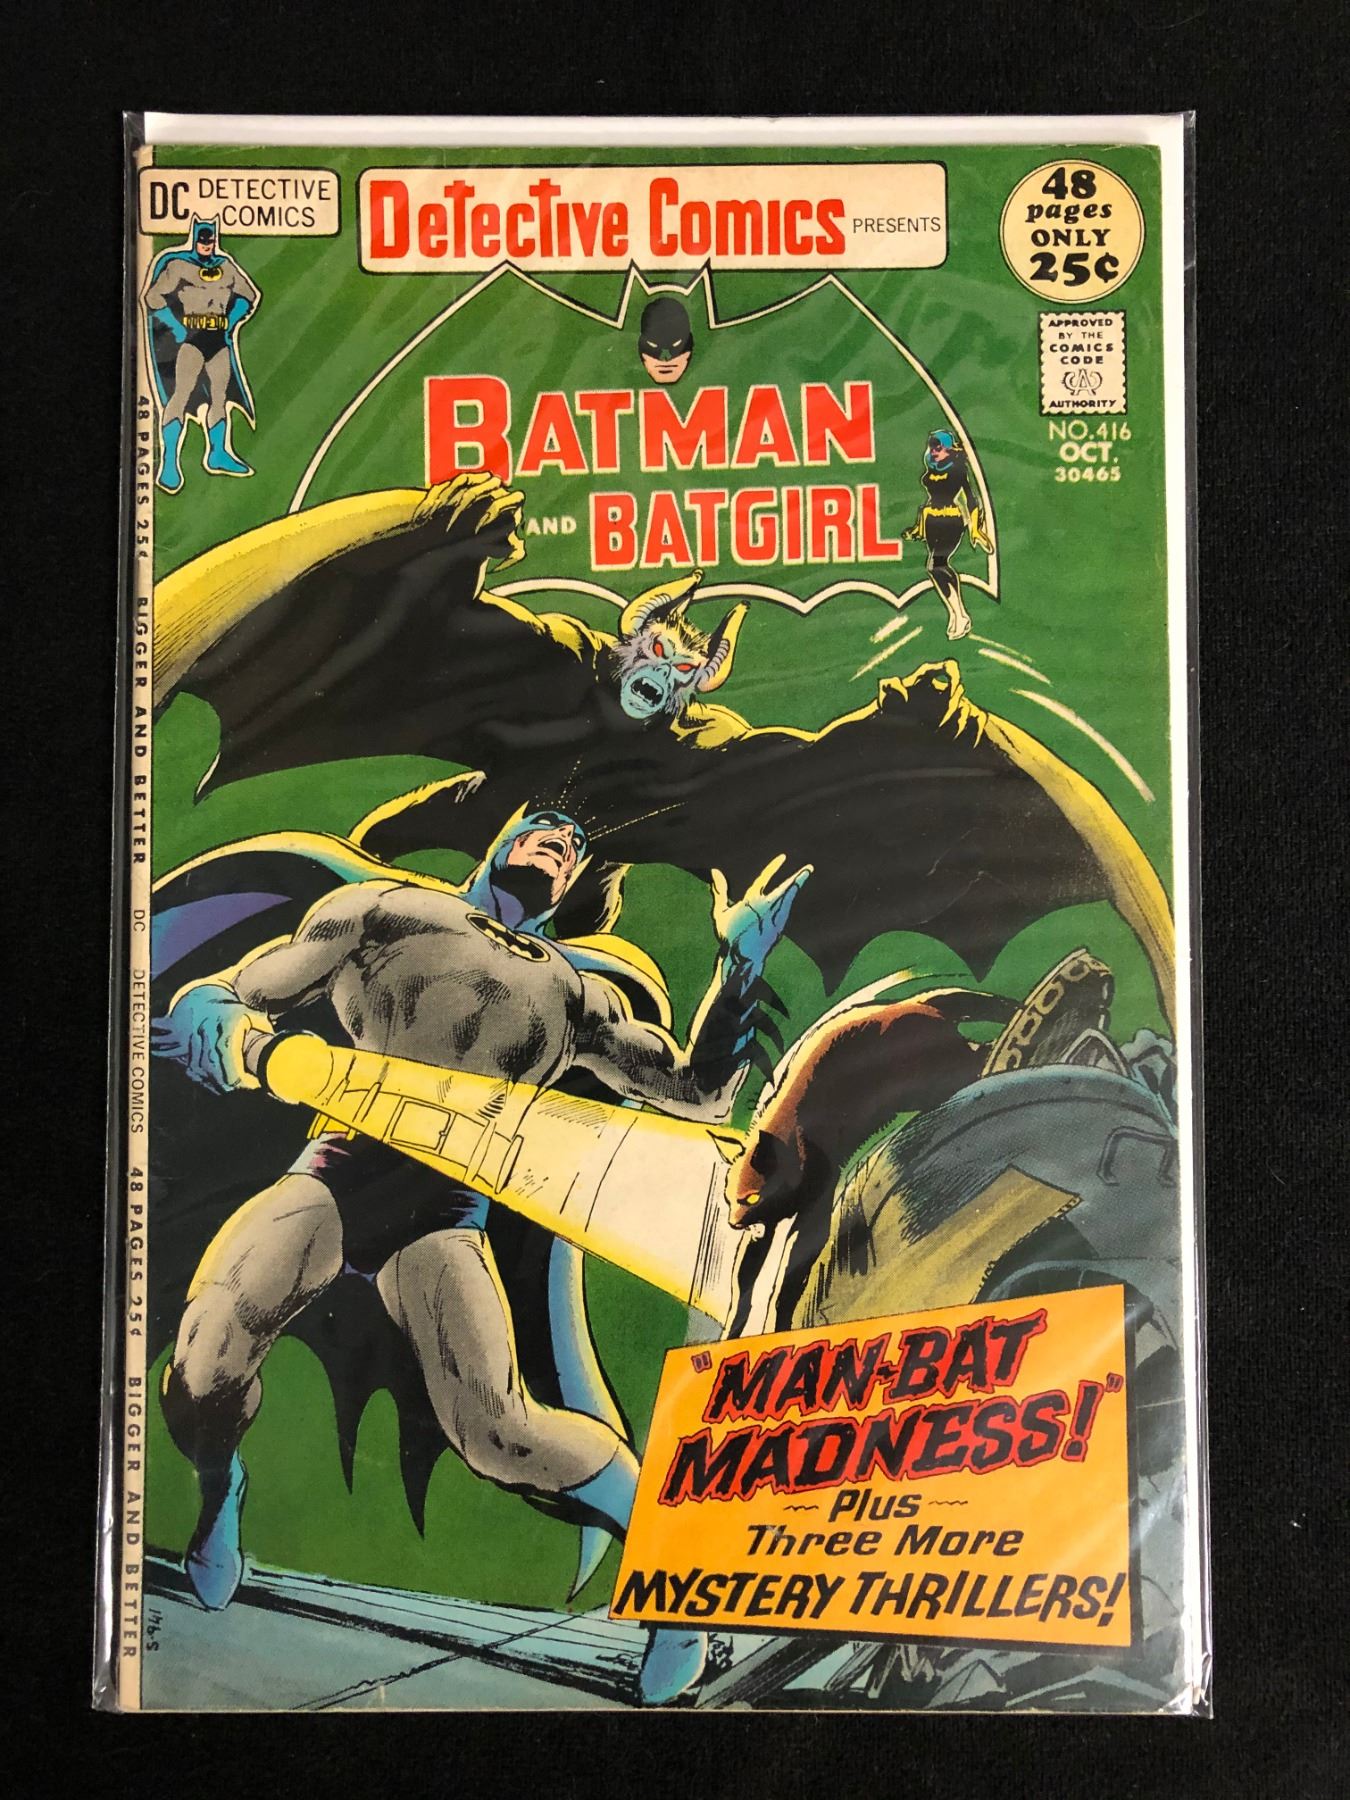 DC DETECTIVE COMICS
Detective Comics PRESENTS
48
pages
ONLY
25¢
APPROVED
BY THE
COMICS
CODE
AUTHORITY
NO.416
OCT.
30465
BATMAN
AND BATGIRL
48 PAGES 25¢ BIGGER AND BETTER DC DETECTIVE COMICS 48 PAGES 25¢ BIGGER AND BETTER
"MAN-BAT
MADNESS!"
Plus
Three More
MYSTERY THRILLERS!